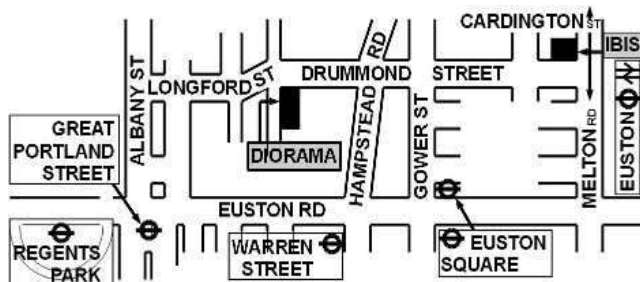 CARDINGTON ST
IBIS
HAMPSTEAD RD
DRUMMOND STREET
LONGFORD ST
ALBANY ST
GREAT
PORTLAND
STREET
DIORAMA
GOWER ST
MELTON RD
EUSTON
EUSTON RD
REGENTS
PARK
WARREN
STREET
EUSTON
SQUARE